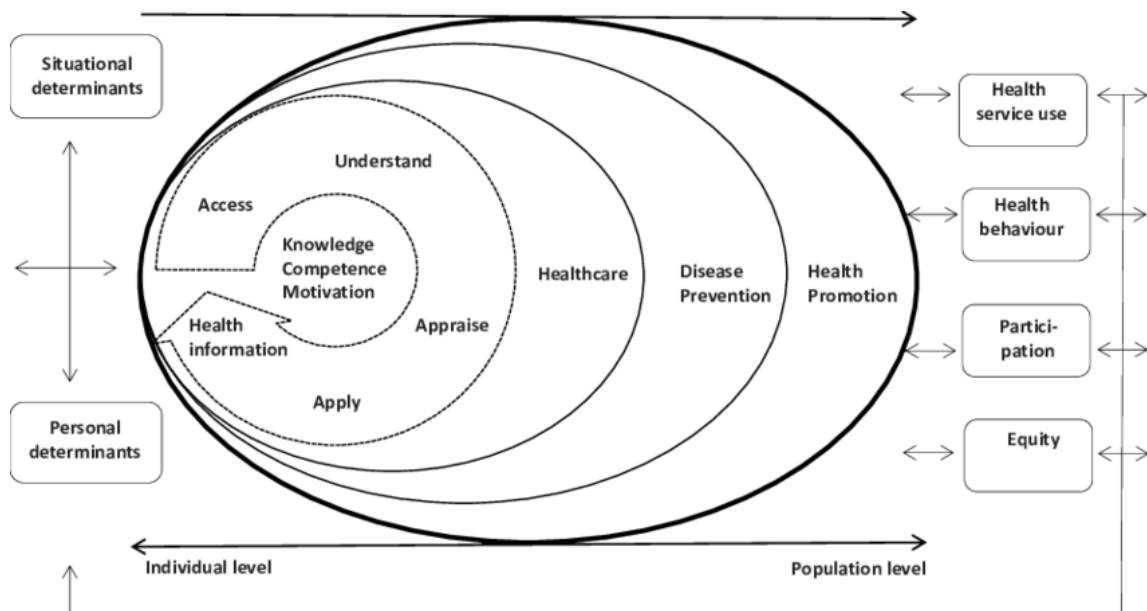 Situational
determinants
Personal
determinants
Access
Understand
Knowledge
Competence
Motivation
Health
information
Appraise
Apply
Healthcare
Disease
Prevention
Health
Promotion
Health
service use
Health
behaviour
Partici-
pation
Equity
Individual level
Population level